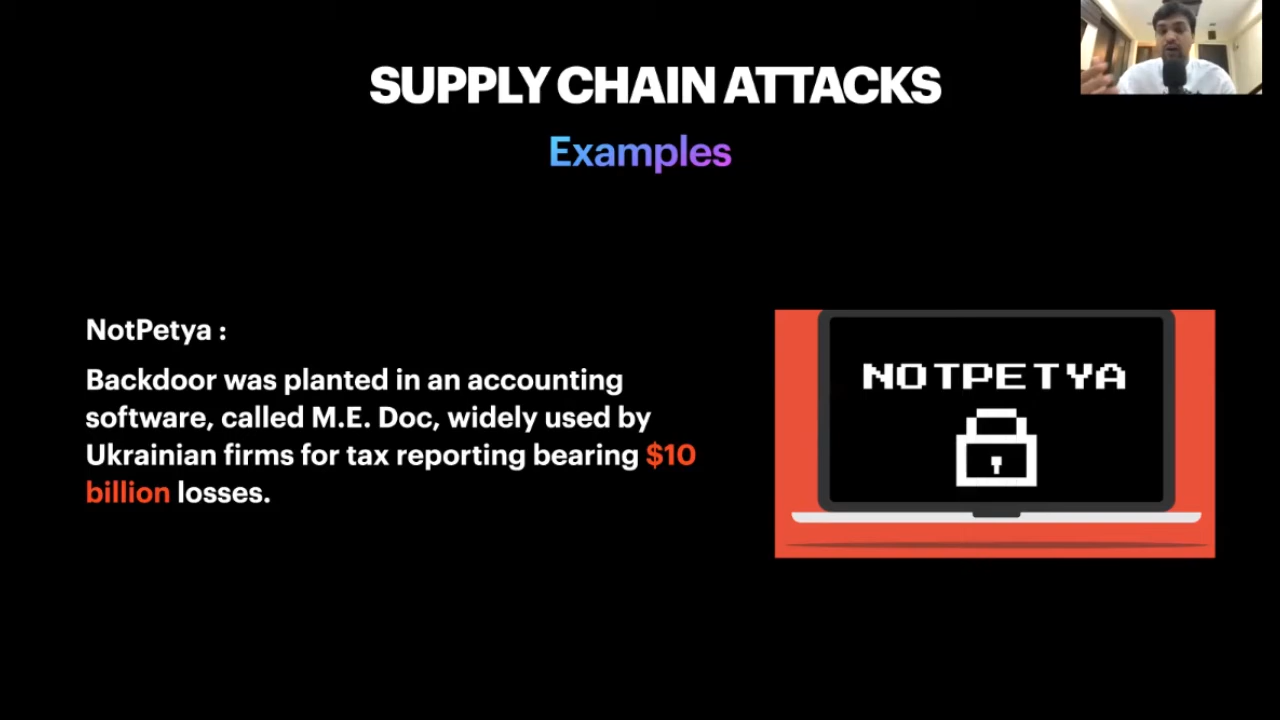 SUPPLY CHAIN ATTACKS
Examples
NotPetya :
Backdoor was planted in an accounting
software, called M.E. Doc, widely used by
Ukrainian firms for tax reporting bearing $10
billion losses.
NOTPETYA